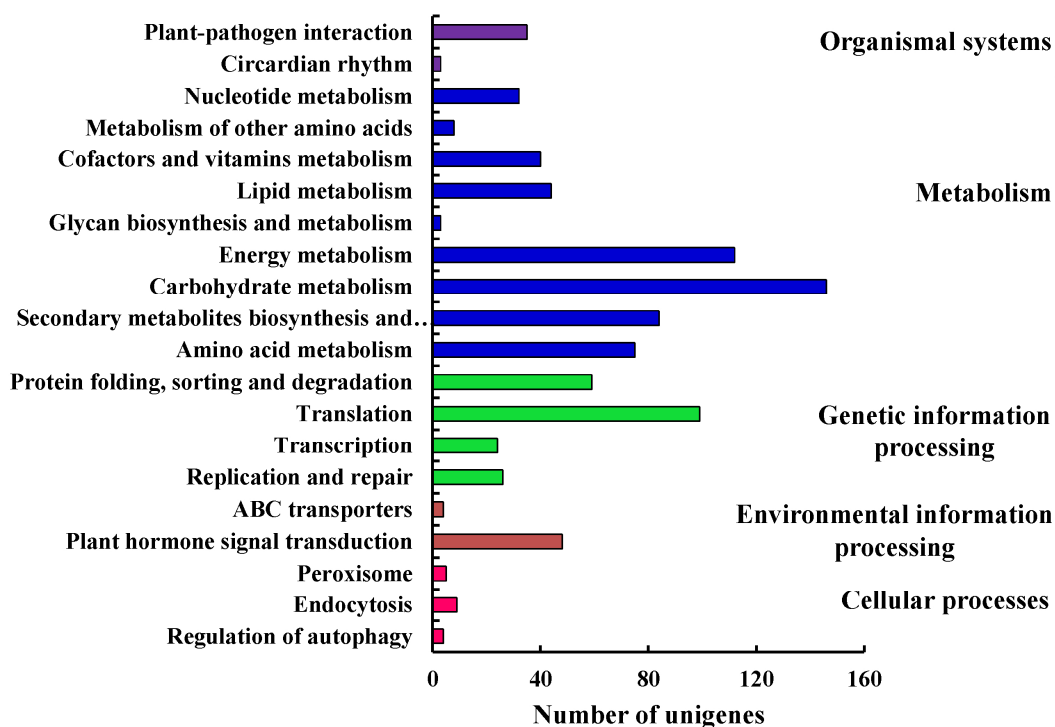 Plant-pathogen interaction
Circardian rhythm
Nucleotide metabolism
Metabolism of other amino acids
Cofactors and vitamins metabolism
Lipid metabolism
Glycan biosynthesis and metabolism
Energy metabolism
Carbohydrate metabolism
Secondary metabolites biosynthesis and…
Amino acid metabolism
Protein folding, sorting and degradation
Translation
Transcription
Replication and repair
ABC transporters
Plant hormone signal transduction
Peroxisome
Endocytosis
Regulation of autophagy
Organismal systems
Metabolism
Genetic information
processing
Environmental information
processing
Cellular processes
0 40 80 120 160
Number of unigenes